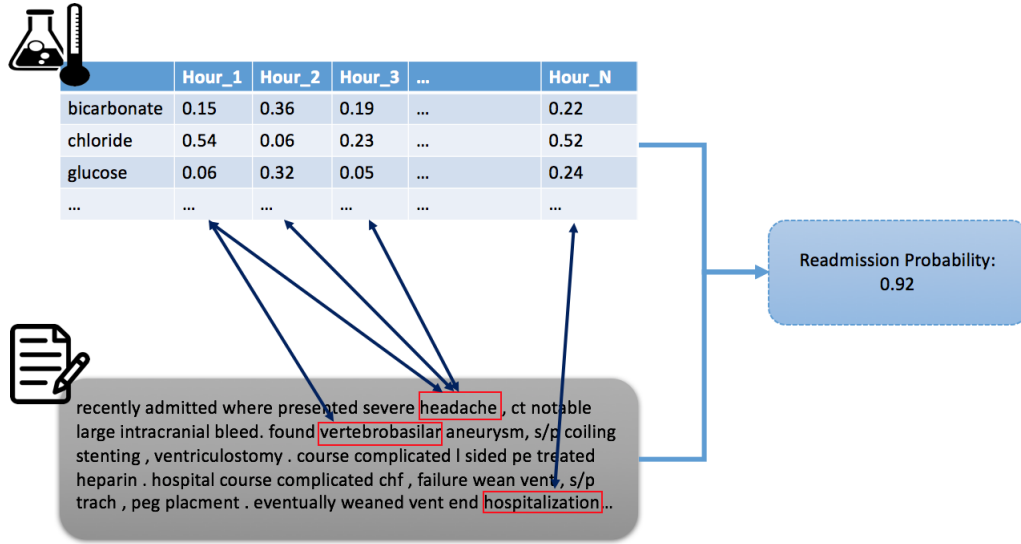 Hour_1 Hour_2 Hour_3 ... Hour_N
bicarbonate 0.15 0.36 0.19 ... 0.22
chloride 0.54 0.06 0.23 ... 0.52
glucose 0.06 0.32 0.05 ... 0.24
... ... ... ... ... ...
Readmission Probability:
0.92
recently admitted where presented severe headache , ct notable
large intracranial bleed. found vertebrobasilar aneurysm, s/p coiling
stenting , ventriculostomy . course complicated l sided pe treated
heparin . hospital course complicated chf , failure wean vent , s/p
trach , peg placment . eventually weaned vent end hospitalization ...